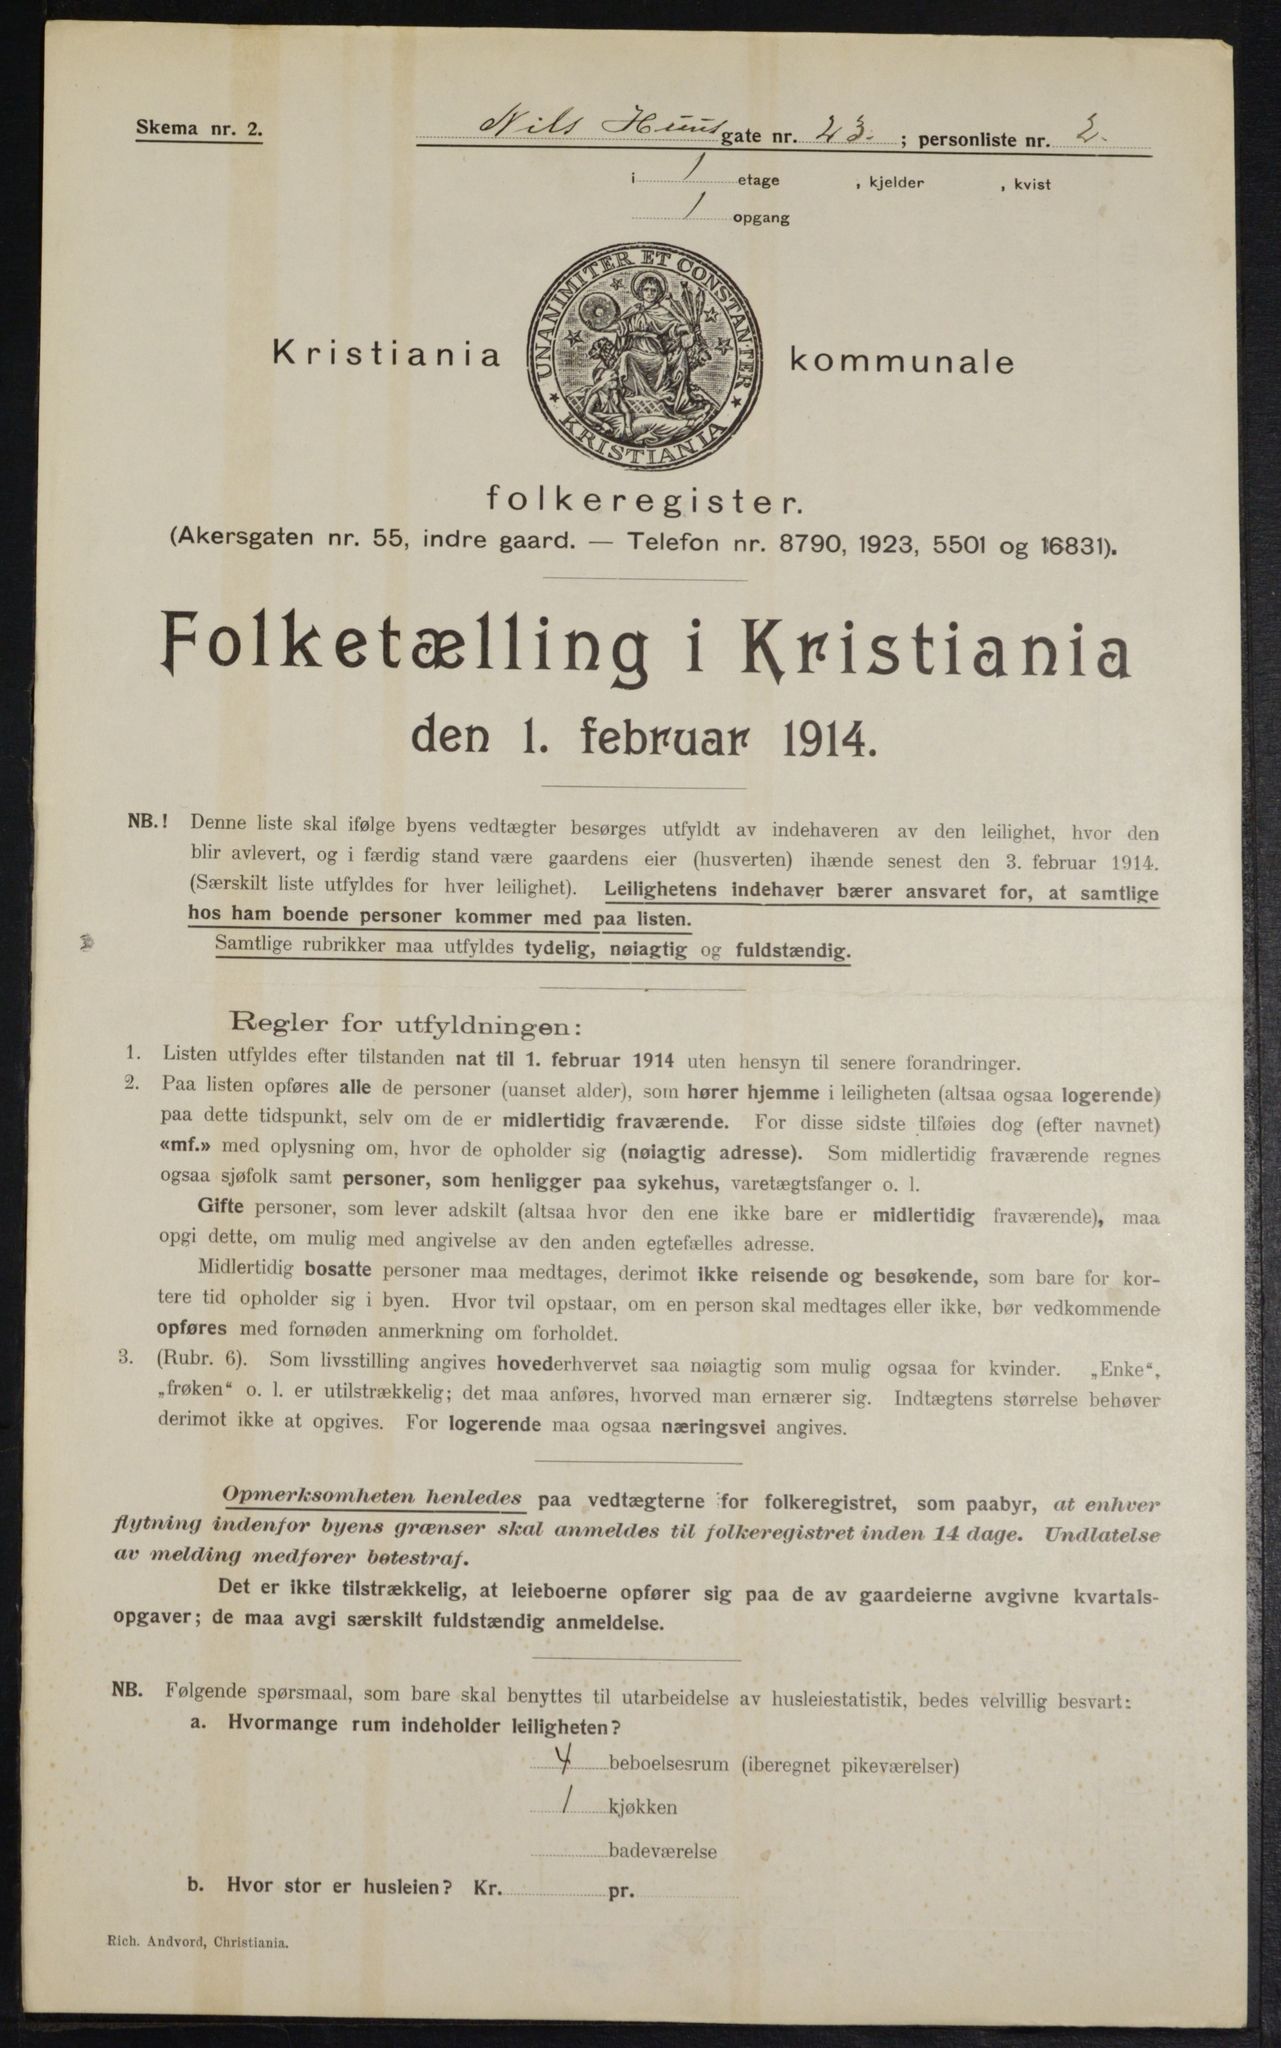 Skema nr. 2.
Nils Huus gate nr. 23. ; personliste nr. 2.
i 1 etage , kjelder , kvist
1 opgang
UNANIMITER ET CONSTANTER
KRISTIANIA
Kristiania kommunale
folkeregister.
(Akersgaten nr. 55, indre gaard. — Telefon nr. 8790, 1923, 5501 og 16831).
Folketælling i Kristiania
den 1. februar 1914.
NB.! Denne liste skal ifølge byens vedtægter besørges utfyldt av indehaveren av den leilighet, hvor den
blir avlevert, og i færdig stand være gaardens eier (husverten) ihænde senest den 3. februar 1914.
(Særskilt liste utfyldes for hver leilighet). Leilighetens indehaver bærer ansvaret for, at samtlige
hos ham boende personer kommer med paa listen.
Samtlige rubrikker maa utfyldes tydelig, nøiagtig og fuldstændig.
Regler for utfyldningen:
1. Listen utfyldes efter tilstanden nat til 1. februar 1914 uten hensyn til senere forandringer.
2. Paa listen opføres alle de personer (uanset alder), som hører hjemme i leiligheten (altsaa ogsaa logerende)
paa dette tidspunkt, selv om de er midlertidig fraværende. For disse sidste tilføies dog (efter navnet)
«mf.» med oplysning om, hvor de opholder sig (nøiagtig adresse). Som midlertidig fraværende regnes
ogsaa sjøfolk samt personer, som henligger paa sykehus, varetægtsfanger o. l.
Gifte personer, som lever adskilt (altsaa hvor den ene ikke bare er midlertidig fraværende), maa
opgi dette, om mulig med angivelse av den anden egtefælles adresse.
Midlertidig bosatte personer maa medtages, derimot ikke reisende og besøkende, som bare for kor-
tere tid opholder sig i byen. Hvor tvil opstaar, om en person skal medtages eller ikke, bør vedkommende
opføres med fornøden anmerkning om forholdet.
3. (Rubr. 6). Som livsstilling angives hovederhvervet saa nøiagtig som mulig ogsaa for kvinder. „Enke“,
„frøken“ o. l. er utilstrækkelig; det maa anføres, hvorved man ernærer sig. Indtægtens størrelse behøver
derimot ikke at opgives. For logerende maa ogsaa næringsvei angives.
Opmerksomheten henledes paa vedtægterne for folkeregistret, som paabyr, at enhver
flytning indenfor byens grænser skal anmeldes til folkeregistret inden 14 dage. Undlatelse
av melding medfører bøtestraf.
Det er ikke tilstrækkelig, at leieboerne opfører sig paa de av gaardeierne avgivne kvartals-
opgaver; de maa avgi særskilt fuldstændig anmeldelse.
NB. Følgende spørsmaal, som bare skal benyttes til utarbeidelse av husleiestatistik, bedes velvillig besvart:
a. Hvormange rum indeholder leiligheten?
4 beboelsesrum (iberegnet pikeværelser)
1 kjøkken
badeværelse
b. Hvor stor er husleien? Kr. pr.
Rich. Andvord, Christiania.